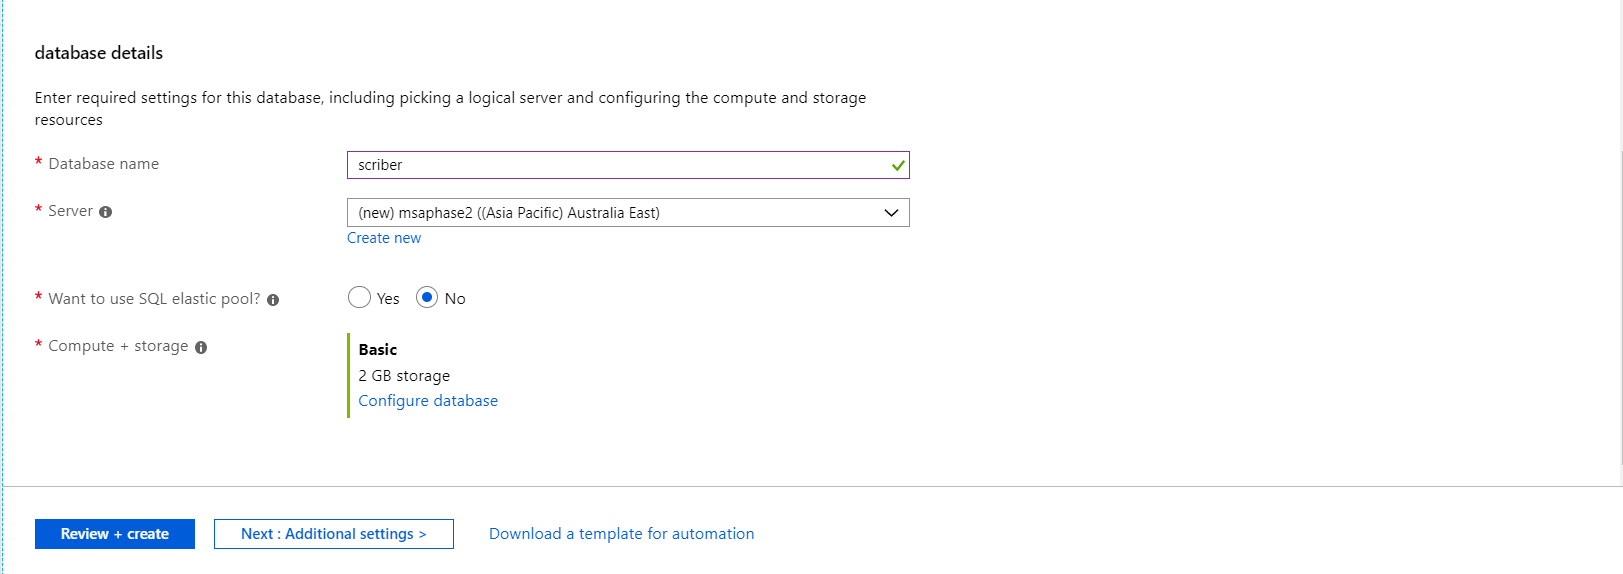 database details
Enter required settings for this database, including picking a logical server and configuring the compute and storage
resources
* Database name
scriber
* Server
(new) msaphase2 ((Asia Pacific) Australia East)
Create new
* Want to use SQL elastic pool?
Yes No
* Compute + storage
Basic
2 GB storage
Configure database
Review + create
Next : Additional settings >
Download a template for automation